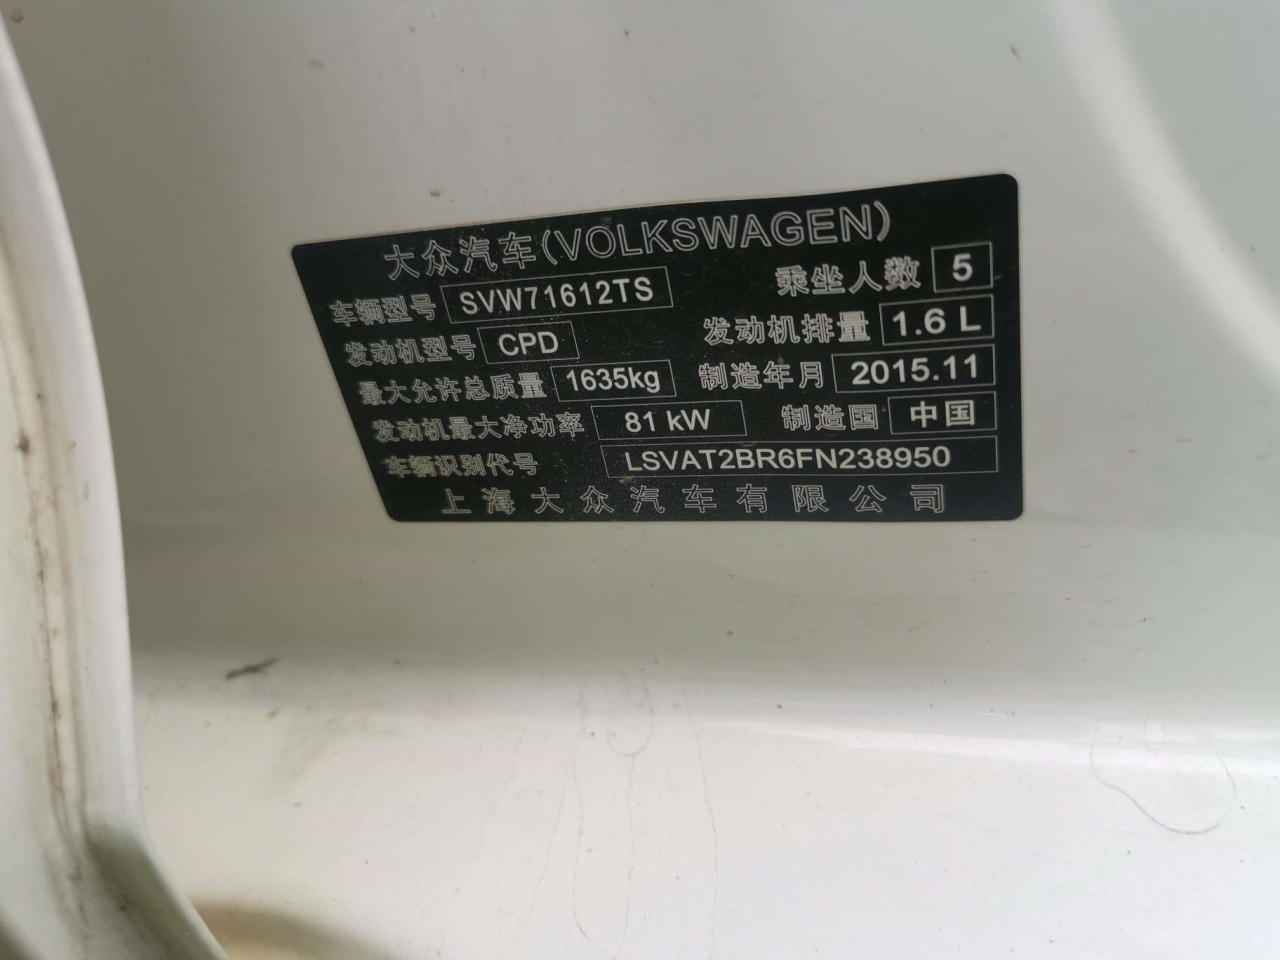 大众汽车(VOLKSWAGEN)
车辆型号 SVW71612TS 乘坐人数 5
发动机型号 CPD 发动机排量 1.6 L
最大允许总质量 1635kg 制造年月 2015.11
发动机最大净功率 81 kW 制造国 中国
车辆识别代号 LSVAT2BR6FN238950
上海大众汽车有限公司